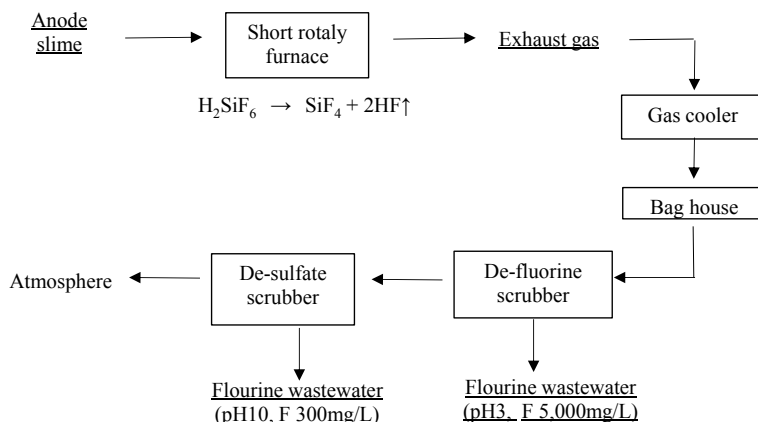 Anode
slime
Short rotaly
furnace
Exhaust gas
H₂SiF₆ → SiF₄ + 2HF↑
Gas cooler
Bag house
De-fluorine
scrubber
De-sulfate
scrubber
Atmosphere
Flourine wastewater
(pH10, F 300mg/L)
Flourine wastewater
(pH3, F 5,000mg/L)